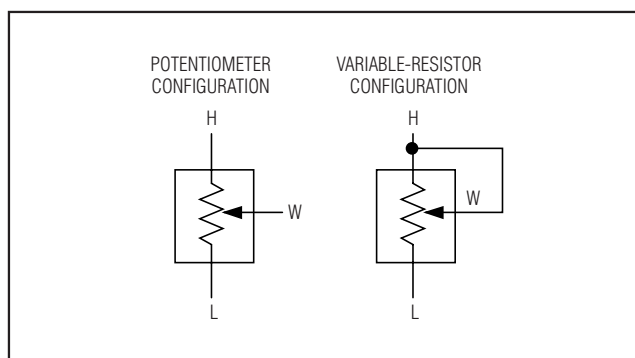 POTENTIOMETER
CONFIGURATION
H
W
L
VARIABLE-RESISTOR
CONFIGURATION
H
W
L